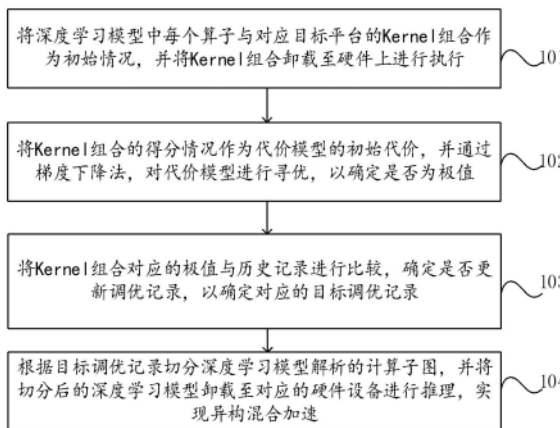 将深度学习模型中每个算子与对应目标平台的Kernel组合作
为初始情况，并将Kernel组合卸载至硬件上进行执行
101
将Kernel组合的得分情况作为代价模型的初始代价，并通过
梯度下降法，对代价模型进行寻优，以确定是否为极值
102
将Kernel组合对应的极值与历史记录进行比较，确定是否更
新调优记录，以确定对应的目标调优记录
103
根据目标调优记录切分深度学习模型解析的计算子图，并将
切分后的深度学习模型卸载至对应的硬件设备进行推理，实
现异构混合加速
104